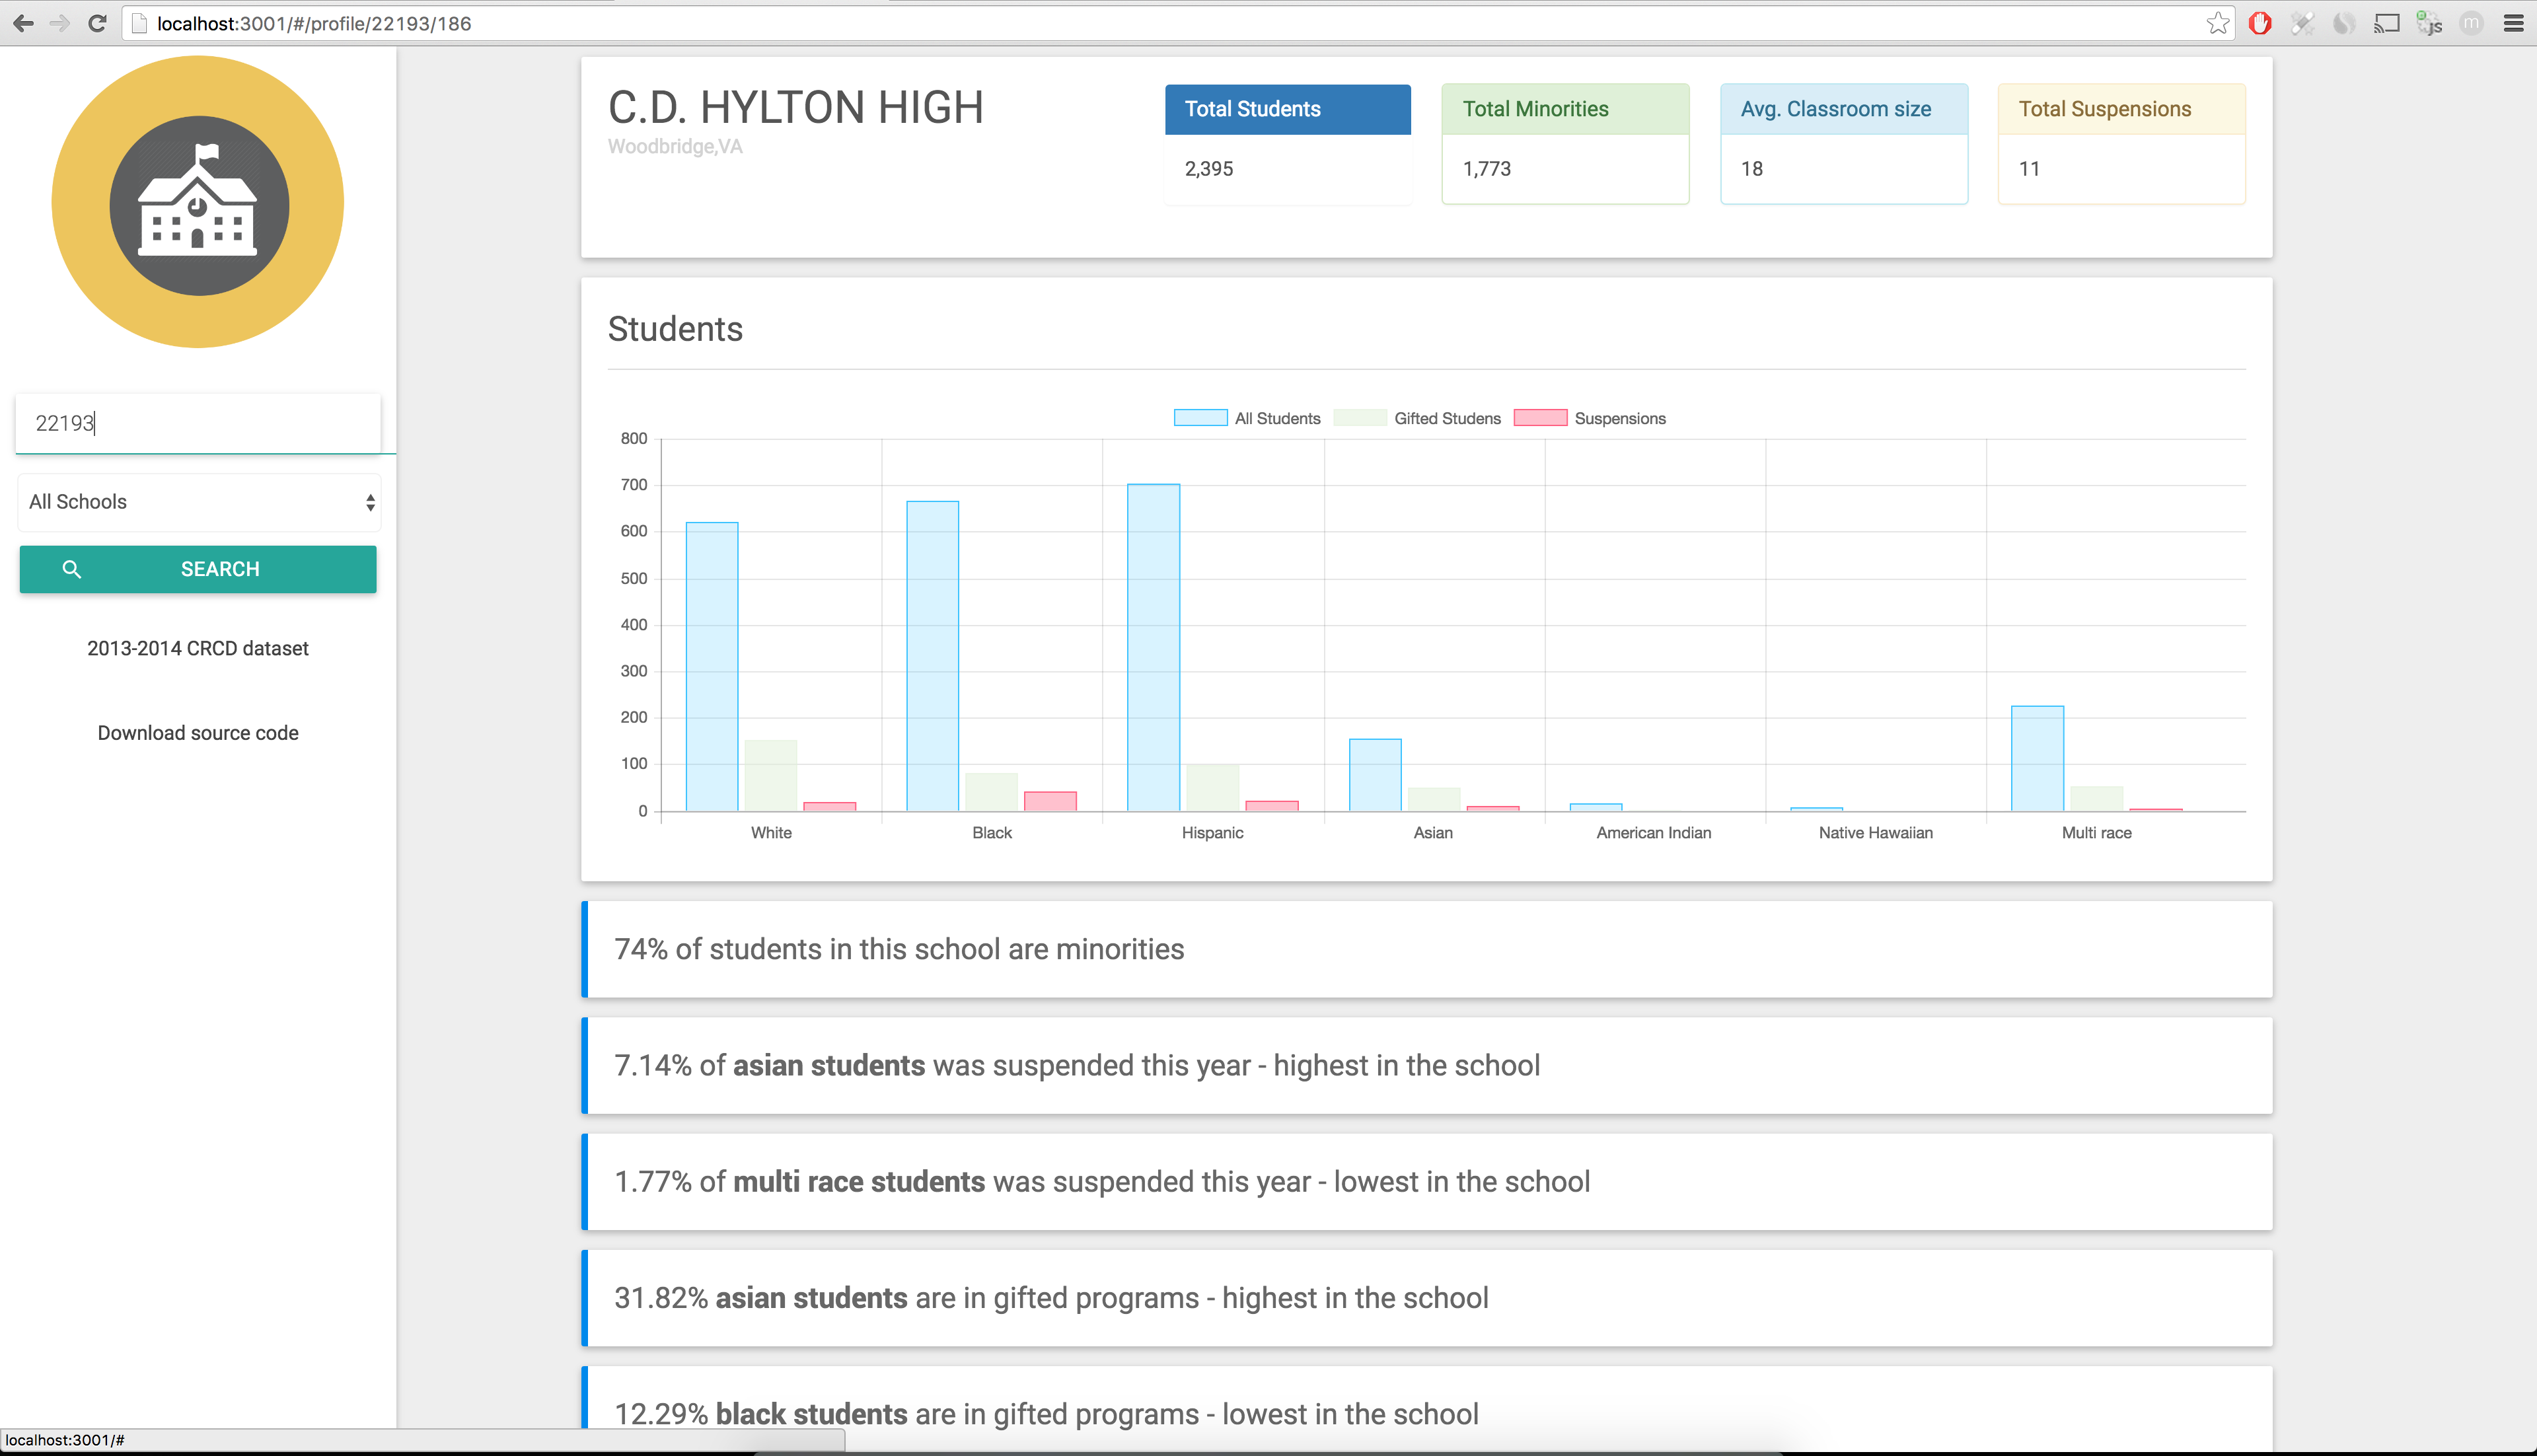 localhost:3001/#/profile/22193/186
22193
All Schools
SEARCH
2013-2014 CRCD dataset
Download source code
C.D. HYLTON HIGH
Woodbridge,VA
Total Students
2,395
Total Minorities
1,773
Avg. Classroom size
18
Total Suspensions
11
Students
All Students Gifted Studens Suspensions
800
700
600
500
400
300
200
100
0
White Black Hispanic Asian American Indian Native Hawaiian Multi race
74% of students in this school are minorities
7.14% of asian students was suspended this year - highest in the school
1.77% of multi race students was suspended this year - lowest in the school
31.82% asian students are in gifted programs - highest in the school
12.29% black students are in gifted programs - lowest in the school
localhost:3001/#